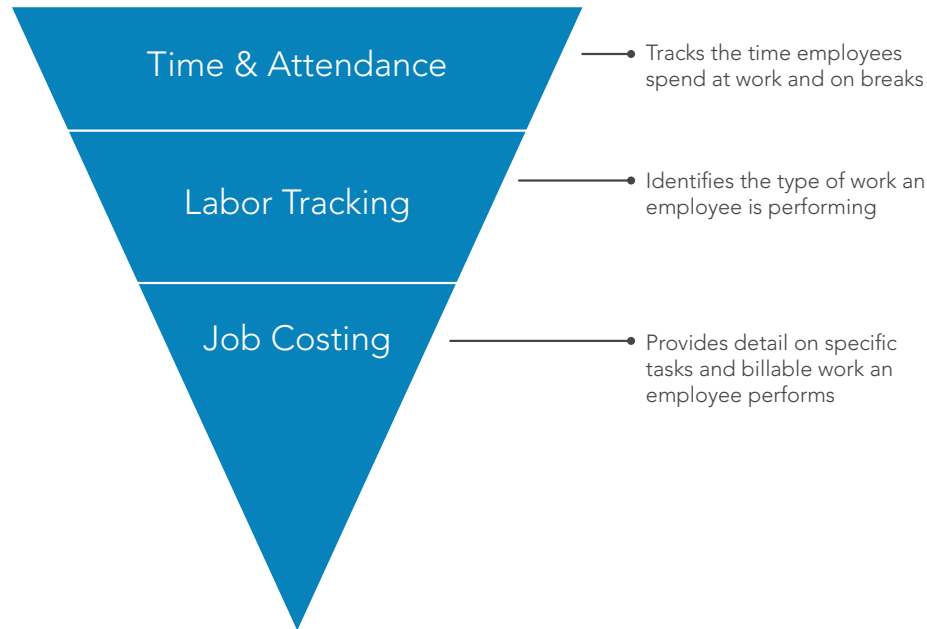 Time & Attendance
Tracks the time employees
spend at work and on breaks
Labor Tracking
Identifies the type of work an
employee is performing
Job Costing
Provides detail on specific
tasks and billable work an
employee performs